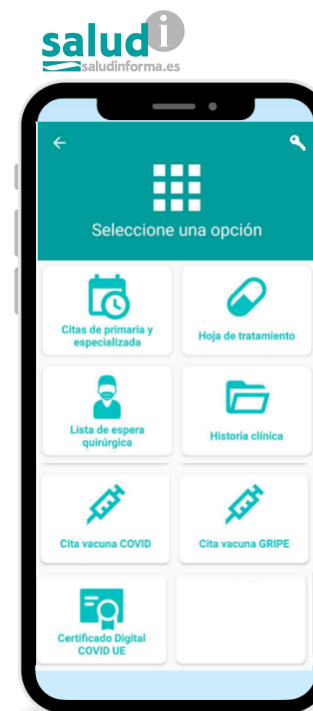 salud i
saludinforma.es
Seleccione una opción
Citas de primaria y
especializada
Hoja de tratamiento
Lista de espera
quirúrgica
Historia clínica
Cita vacuna COVID
Cita vacuna GRIPE
Certificado Digital
COVID UE